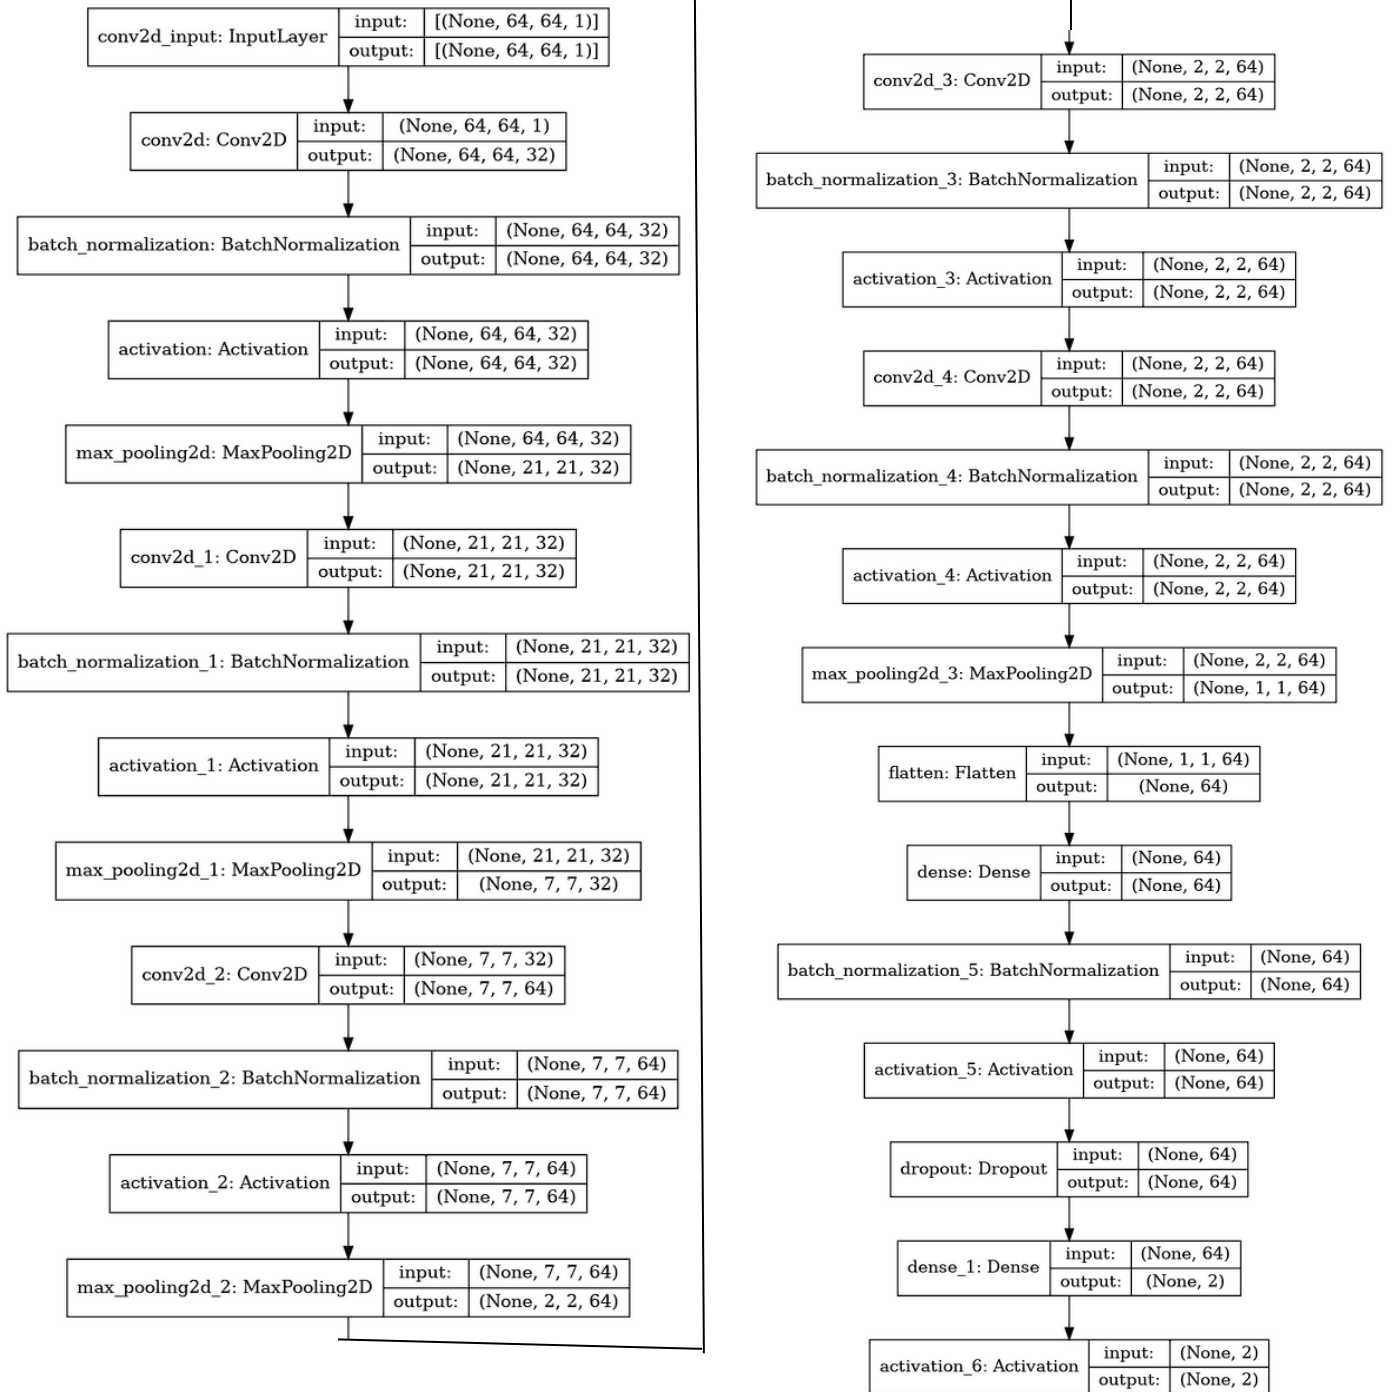 conv2d_input: InputLayer
input: [(None, 64, 64, 1)]
output: [(None, 64, 64, 1)]
conv2d: Conv2D
input: (None, 64, 64, 1)
output: (None, 64, 64, 32)
batch_normalization: BatchNormalization
input: (None, 64, 64, 32)
output: (None, 64, 64, 32)
activation: Activation
input: (None, 64, 64, 32)
output: (None, 64, 64, 32)
max_pooling2d: MaxPooling2D
input: (None, 64, 64, 32)
output: (None, 21, 21, 32)
conv2d_1: Conv2D
input: (None, 21, 21, 32)
output: (None, 21, 21, 32)
batch_normalization_1: BatchNormalization
input: (None, 21, 21, 32)
output: (None, 21, 21, 32)
activation_1: Activation
input: (None, 21, 21, 32)
output: (None, 21, 21, 32)
max_pooling2d_1: MaxPooling2D
input: (None, 21, 21, 32)
output: (None, 7, 7, 32)
conv2d_2: Conv2D
input: (None, 7, 7, 32)
output: (None, 7, 7, 64)
batch_normalization_2: BatchNormalization
input: (None, 7, 7, 64)
output: (None, 7, 7, 64)
activation_2: Activation
input: (None, 7, 7, 64)
output: (None, 7, 7, 64)
max_pooling2d_2: MaxPooling2D
input: (None, 7, 7, 64)
output: (None, 2, 2, 64)
conv2d_3: Conv2D
input: (None, 2, 2, 64)
output: (None, 2, 2, 64)
batch_normalization_3: BatchNormalization
input: (None, 2, 2, 64)
output: (None, 2, 2, 64)
activation_3: Activation
input: (None, 2, 2, 64)
output: (None, 2, 2, 64)
conv2d_4: Conv2D
input: (None, 2, 2, 64)
output: (None, 2, 2, 64)
batch_normalization_4: BatchNormalization
input: (None, 2, 2, 64)
output: (None, 2, 2, 64)
activation_4: Activation
input: (None, 2, 2, 64)
output: (None, 2, 2, 64)
max_pooling2d_3: MaxPooling2D
input: (None, 2, 2, 64)
output: (None, 1, 1, 64)
flatten: Flatten
input: (None, 1, 1, 64)
output: (None, 64)
dense: Dense
input: (None, 64)
output: (None, 64)
batch_normalization_5: BatchNormalization
input: (None, 64)
output: (None, 64)
activation_5: Activation
input: (None, 64)
output: (None, 64)
dropout: Dropout
input: (None, 64)
output: (None, 64)
dense_1: Dense
input: (None, 64)
output: (None, 2)
activation_6: Activation
input: (None, 2)
output: (None, 2)